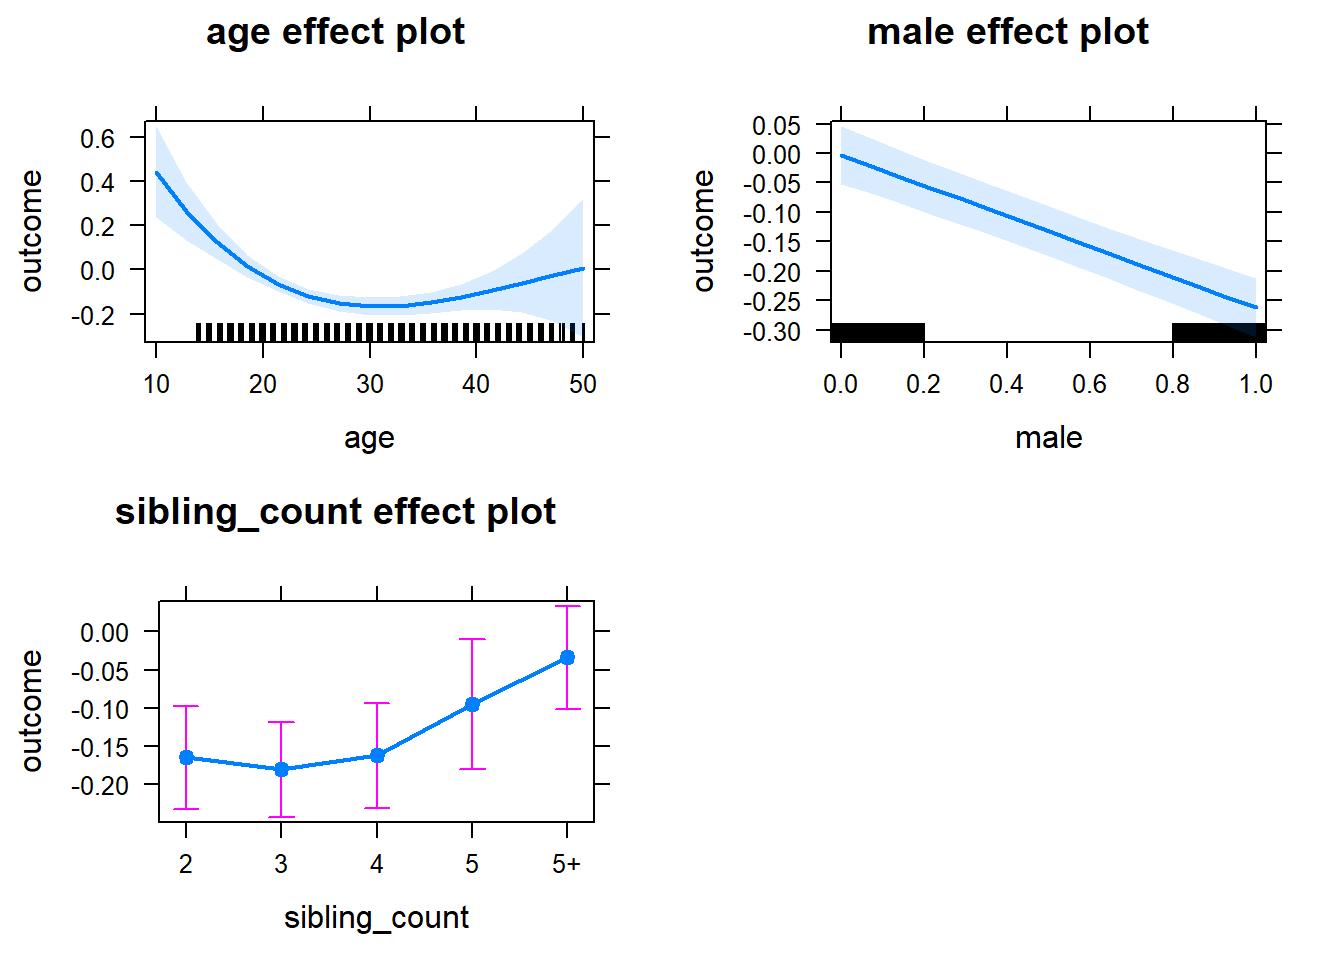 age effect plot
outcome
0.6
0.4
0.2
0.0
-0.2
10 20 30 40 50
age
male effect plot
outcome
0.05
0.00
-0.05
-0.10
-0.15
-0.20
-0.25
-0.30
0.0 0.2 0.4 0.6 0.8 1.0
male
sibling_count effect plot
outcome
0.00
-0.05
-0.10
-0.15
-0.20
2 3 4 5 5+
sibling_count